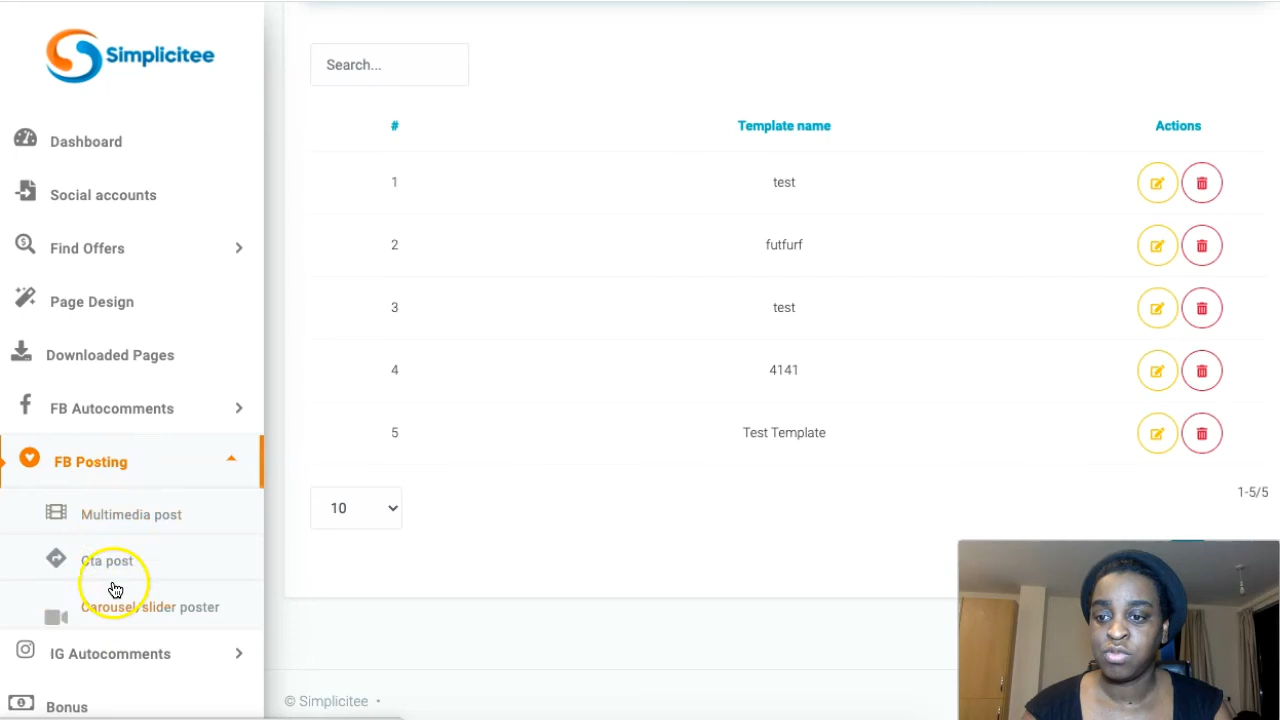 Simplicitee
Dashboard
Social accounts
Find Offers
Page Design
Downloaded Pages
FB Autocomments
FB Posting
Multimedia post
Cta post
Carousel/slider poster
IG Autocomments
Bonus
Search...
# Template name Actions
1 test
2 futfurf
3 test
4 4141
5 Test Template
10
1-5/5
© Simplicitee •